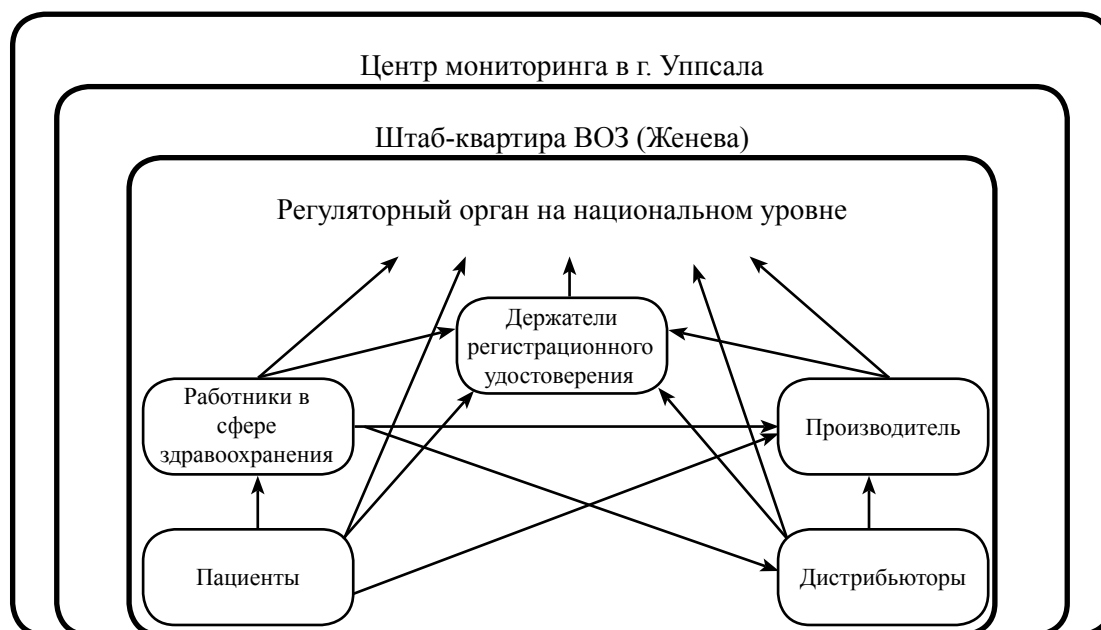 Центр мониторинга в г. Уппсала
Штаб-квартира ВОЗ (Женева)
Регуляторный орган на национальном уровне
Держатели
регистрационного
удостоверения
Работники в
сфере
здравоохранения
Производитель
Пациенты
Дистрибьюторы